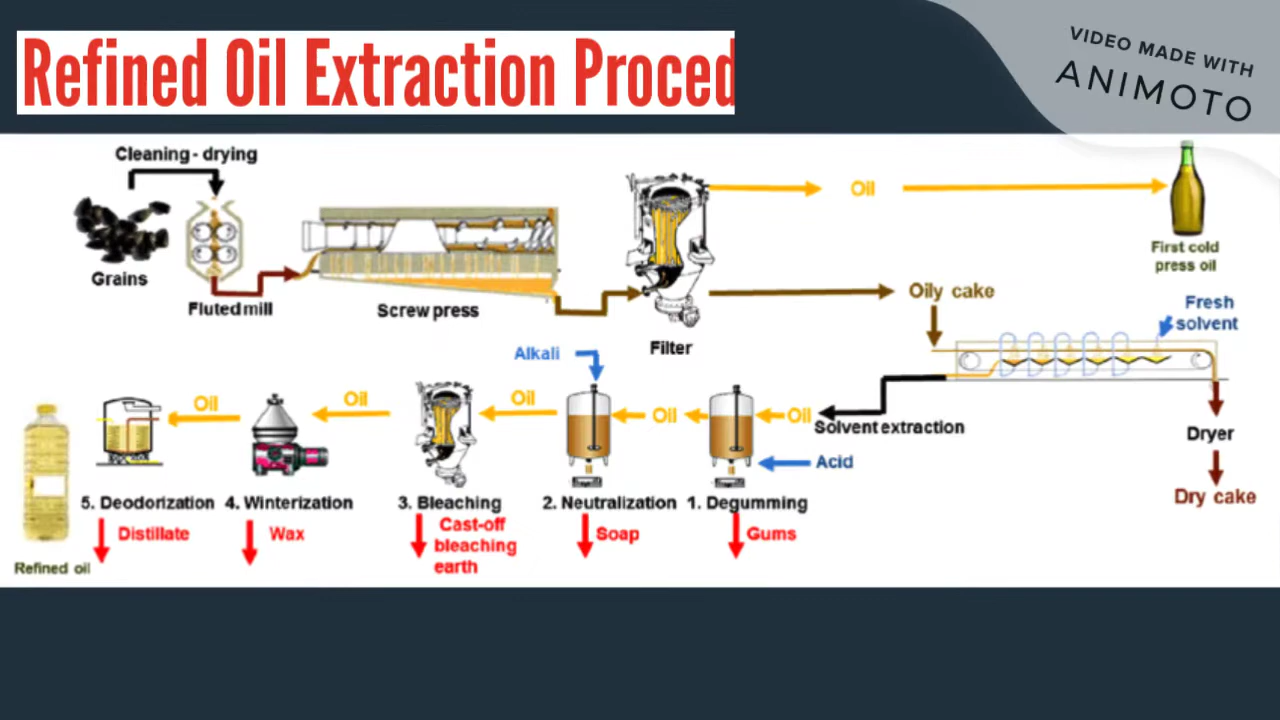 Refined Oil Extraction Proced
VIDEO MADE WITH
ANIMOTO
Cleaning - drying
Grains
Fluted mill
Screw press
Filter
Oil
First cold
press oil
Oily cake
Fresh
solvent
Solvent extraction
Dryer
Dry cake
Alkali
Acid
Oil
Oil
Oil
Oil
Oil
5. Deodorization
4. Winterization
3. Bleaching
2. Neutralization
1. Degumming
Distillate
Wax
Cast-off
bleaching
earth
Soap
Gums
Refined oil